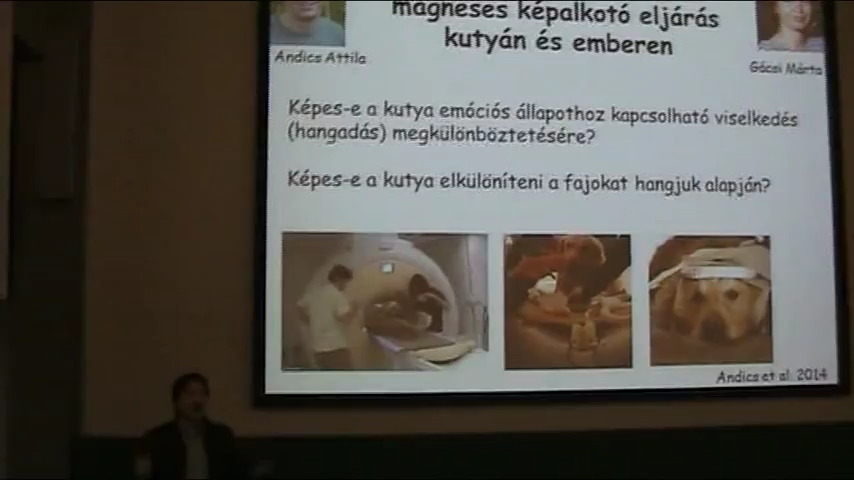 mágneses képalkotó eljárás
kutyán és emberen
Andics Attila
Gácsi Márta
Képes-e a kutya emóciós állapothoz kapcsolható viselkedés
(hangadás) megkülönböztetésére?
Képes-e a kutya elkülöníteni a fajokat hangjuk alapján?
Andics et al. 2014